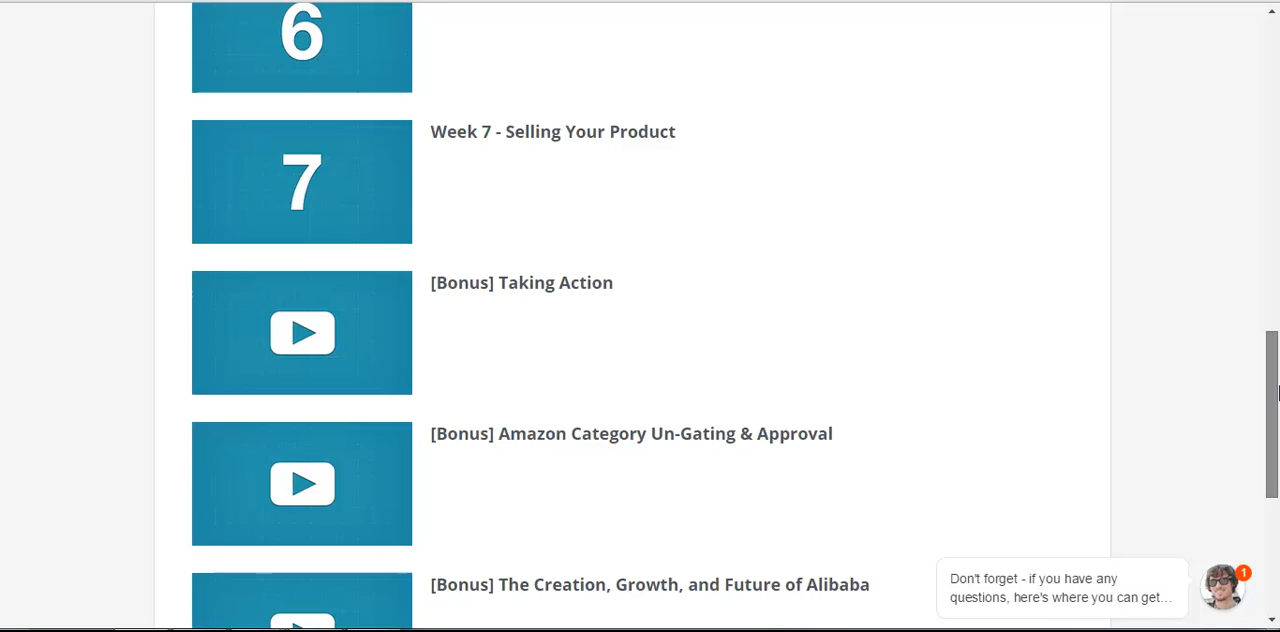 6
Week 7 - Selling Your Product
7
[Bonus] Taking Action
[Bonus] Amazon Category Un-Gating & Approval
[Bonus] The Creation, Growth, and Future of Alibaba
Don't forget - if you have any
questions, here's where you can get...
1